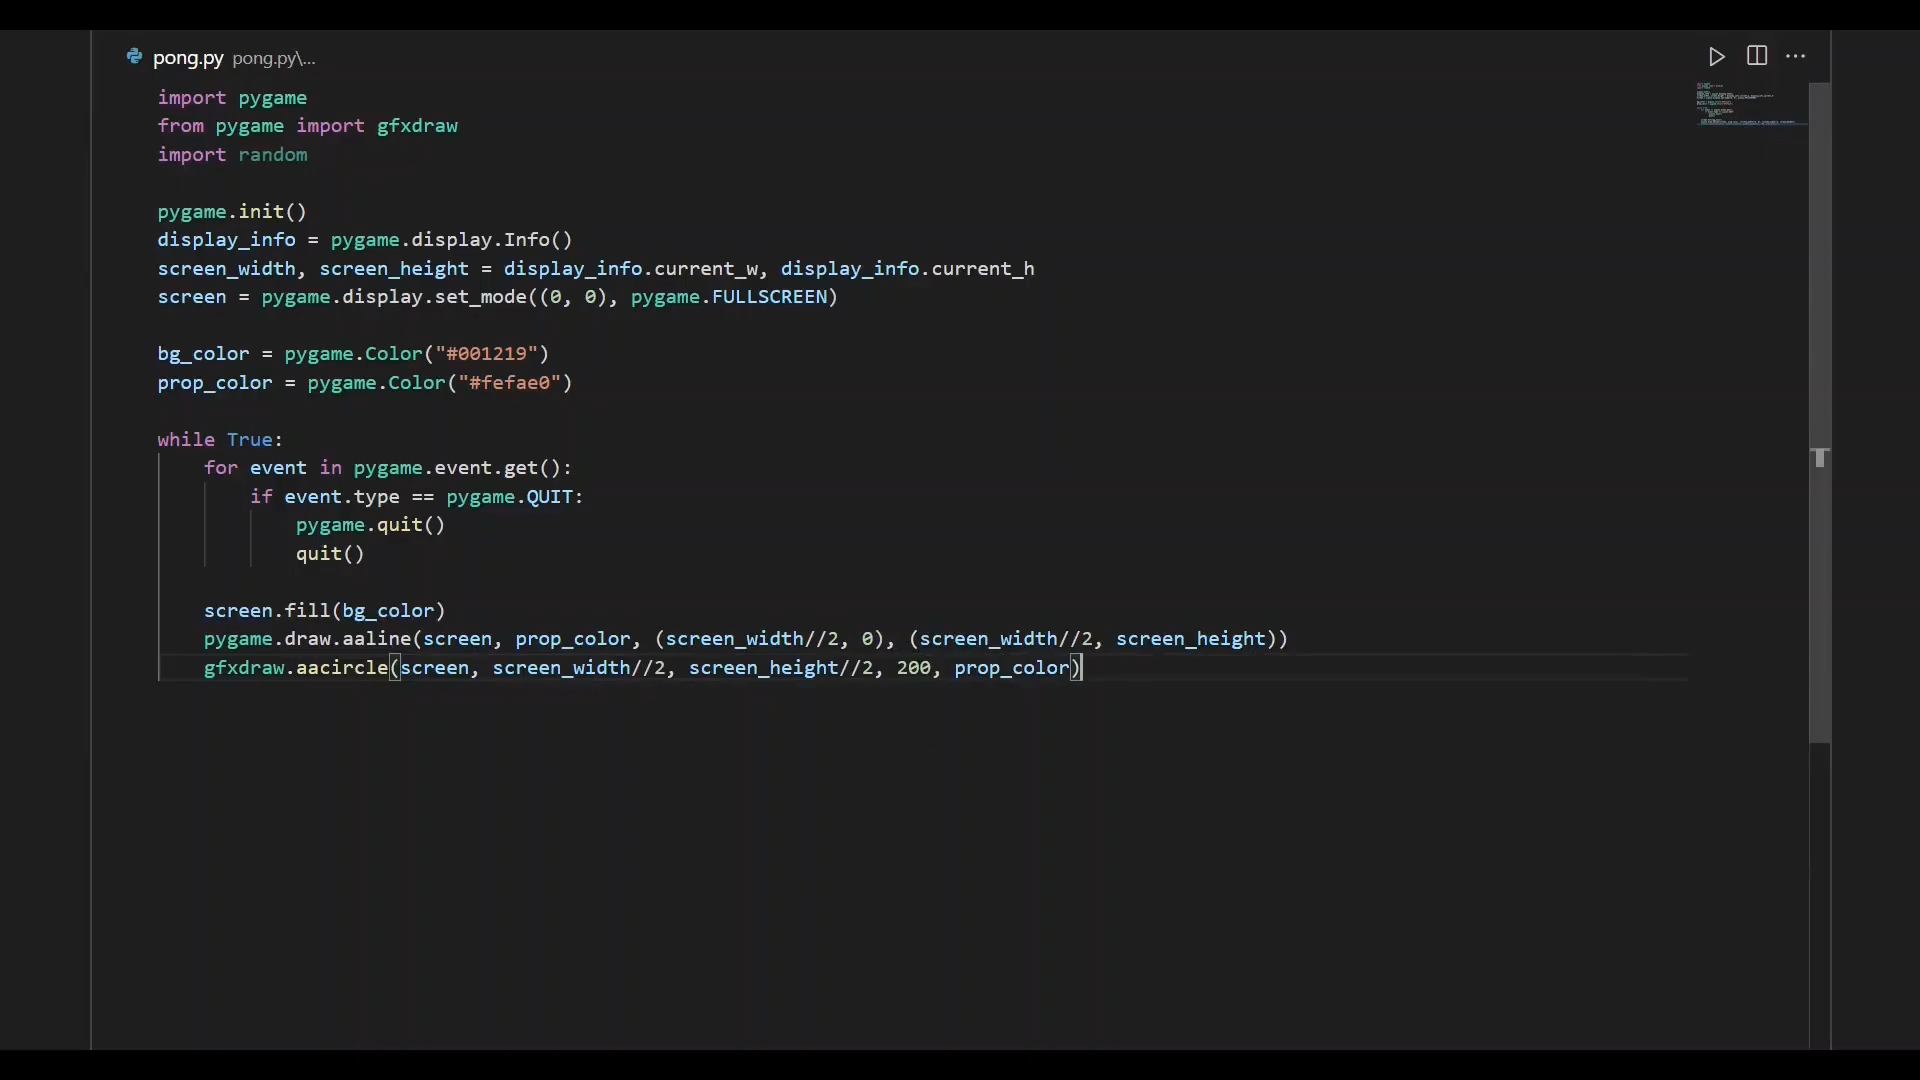 pong.py pong.py\...
import pygame
from pygame import gfxdraw
import random
pygame.init()
display_info = pygame.display.Info()
screen_width, screen_height = display_info.current_w, display_info.current_h
screen = pygame.display.set_mode((0, 0), pygame.FULLSCREEN)
bg_color = pygame.Color("#001219")
prop_color = pygame.Color("#fefae0")
while True:
    for event in pygame.event.get():
        if event.type == pygame.QUIT:
            pygame.quit()
            quit()
    screen.fill(bg_color)
    pygame.draw.aaline(screen, prop_color, (screen_width//2, 0), (screen_width//2, screen_height))
    gfxdraw.aacircle(screen, screen_width//2, screen_height//2, 200, prop_color)